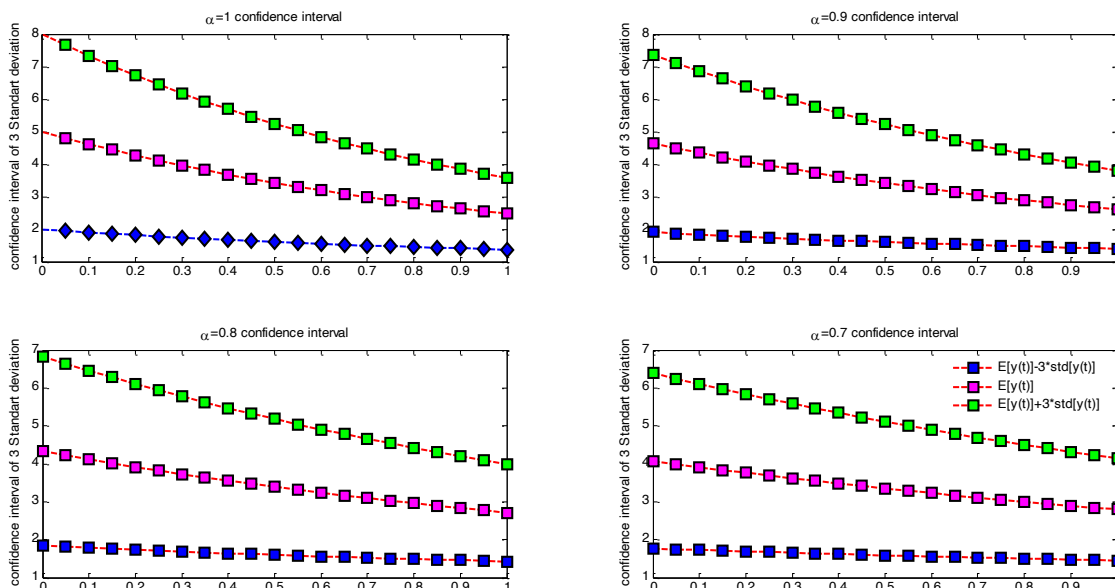 α=1 confidence interval
confidence interval of 3 Standart deviation
8
7
6
5
4
3
2
1
0 0.1 0.2 0.3 0.4 0.5 0.6 0.7 0.8 0.9 1
α=0.9 confidence interval
confidence interval of 3 Standart deviation
8
7
6
5
4
3
2
1
0 0.1 0.2 0.3 0.4 0.5 0.6 0.7 0.8 0.9
α=0.8 confidence interval
confidence interval of 3 Standart deviation
7
6
5
4
3
2
1
0 0.1 0.2 0.3 0.4 0.5 0.6 0.7 0.8 0.9 1
α=0.7 confidence interval
confidence interval of 3 Standart deviation
7
6
5
4
3
2
1
0 0.1 0.2 0.3 0.4 0.5 0.6 0.7 0.8 0.9
E[y(t)]-3*std[y(t)]
E[y(t)]
E[y(t)]+3*std[y(t)]